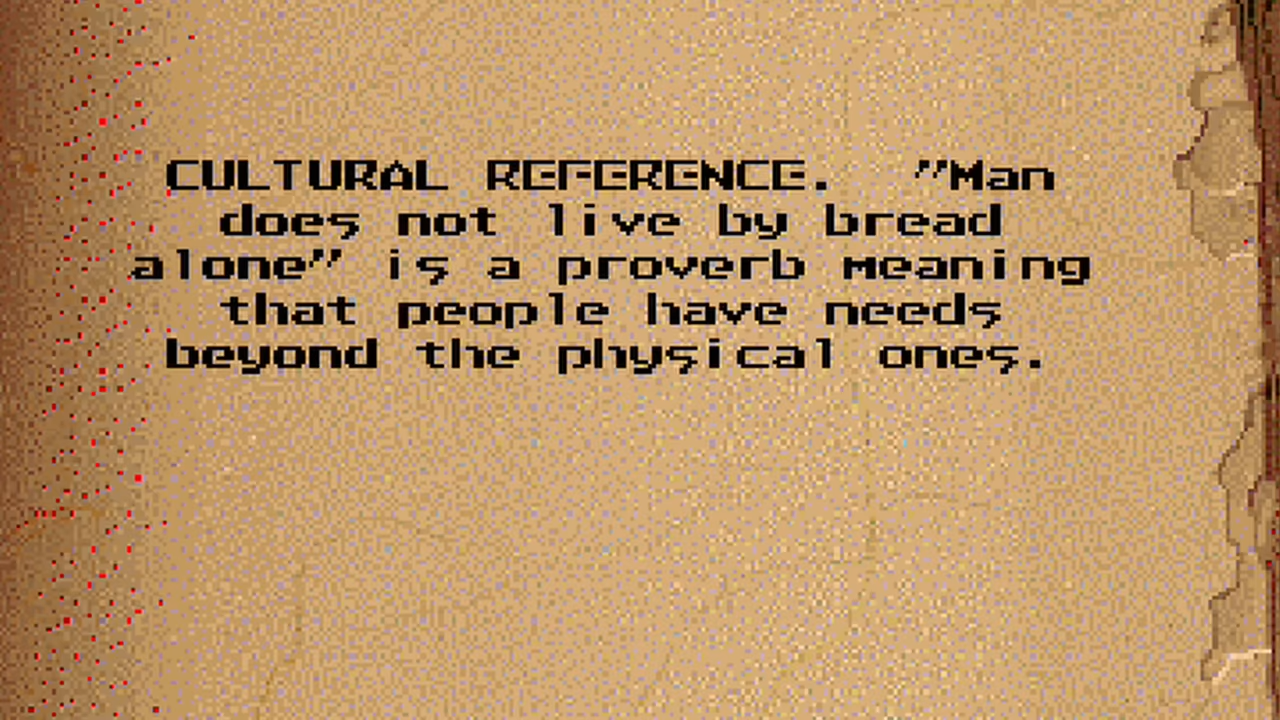 CULTURAL REFERENCE. "Man
does not live by bread
alone" is a proverb meaning
that people have needs
beyond the physical ones.